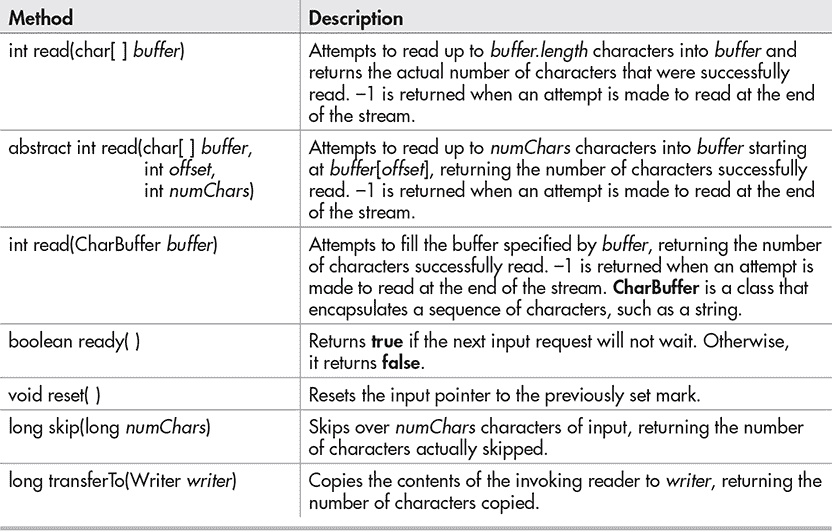 Method Description
int read(char[ ] buffer) Attempts to read up to buffer.length characters into buffer and
returns the actual number of characters that were successfully
read. –1 is returned when an attempt is made to read at the end
of the stream.
abstract int read(char[ ] buffer, Attempts to read up to numChars characters into buffer starting
int offset, at buffer[offset], returning the number of characters successfully
int numChars) read. –1 is returned when an attempt is made to read at the end
of the stream.
int read(CharBuffer buffer) Attempts to fill the buffer specified by buffer, returning the number
of characters successfully read. –1 is returned when an attempt is
made to read at the end of the stream. CharBuffer is a class that
encapsulates a sequence of characters, such as a string.
boolean ready( ) Returns true if the next input request will not wait. Otherwise,
it returns false.
void reset( ) Resets the input pointer to the previously set mark.
long skip(long numChars) Skips over numChars characters of input, returning the number
of characters actually skipped.
long transferTo(Writer writer) Copies the contents of the invoking reader to writer, returning the
number of characters copied.